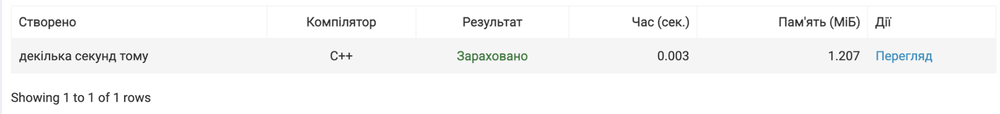 Створено Компілятор Результат Час (сек.) Пам'ять (МіБ) Дії
декілька секунд тому C++ Зараховано 0.003 1.207 Перегляд
Showing 1 to 1 of 1 rows